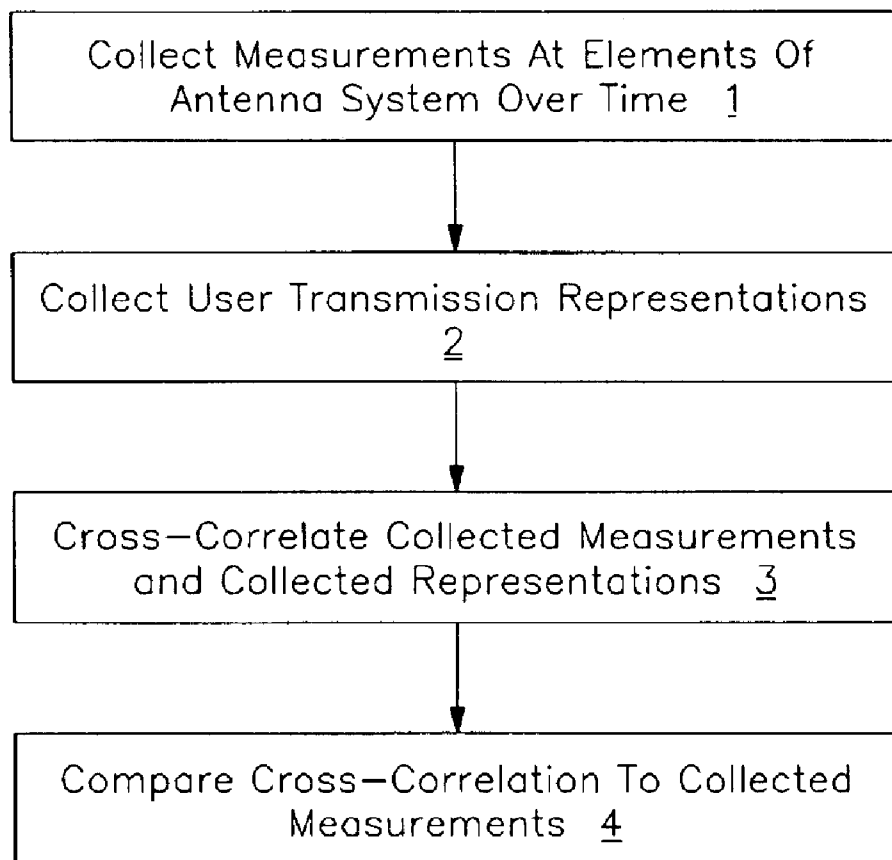 Collect Measurements At Elements Of
Antenna System Over Time 1
Collect User Transmission Representations
2
Cross-Correlate Collected Measurements
and Collected Representations 3
Compare Cross-Correlation To Collected
Measurements 4